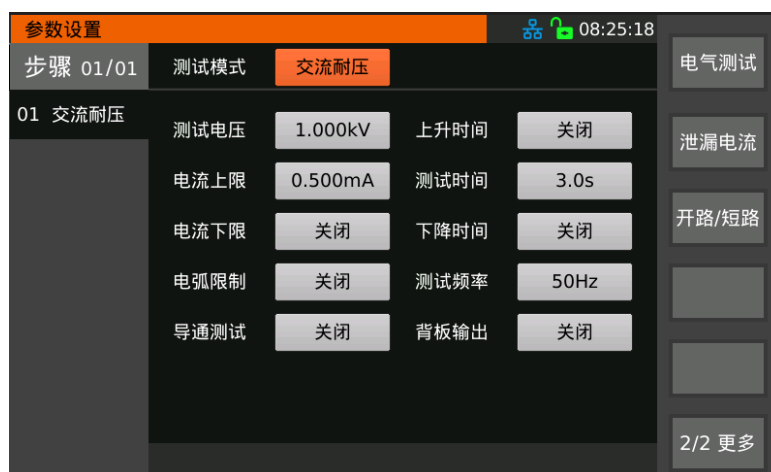 参数设置 08:25:18
步骤 01/01 测试模式 交流耐压
01 交流耐压
测试电压 1.000kV 上升时间 关闭
电流上限 0.500mA 测试时间 3.0s
电流下限 关闭 下降时间 关闭
电弧限制 关闭 测试频率 50Hz
导通测试 关闭 背板输出 关闭
电气测试
泄漏电流
开路/短路
2/2 更多